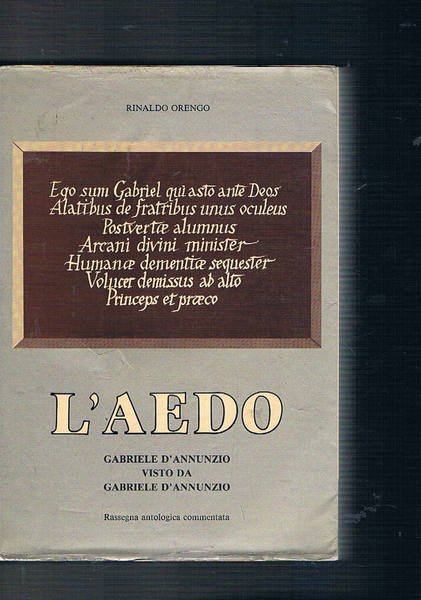 RINALDO ORENGO
Ego sum Gabriel qui asto ante Deos
Alatibus de fratribus unus oculeus
Postvertæ alumnus
Arcani divini minister
Humanæ dementiæ sequester
Volucer demissus ab alto
Princeps et præco
L'AEDO
GABRIELE D'ANNUNZIO
VISTO DA
GABRIELE D'ANNUNZIO
Rassegna antologica commentata